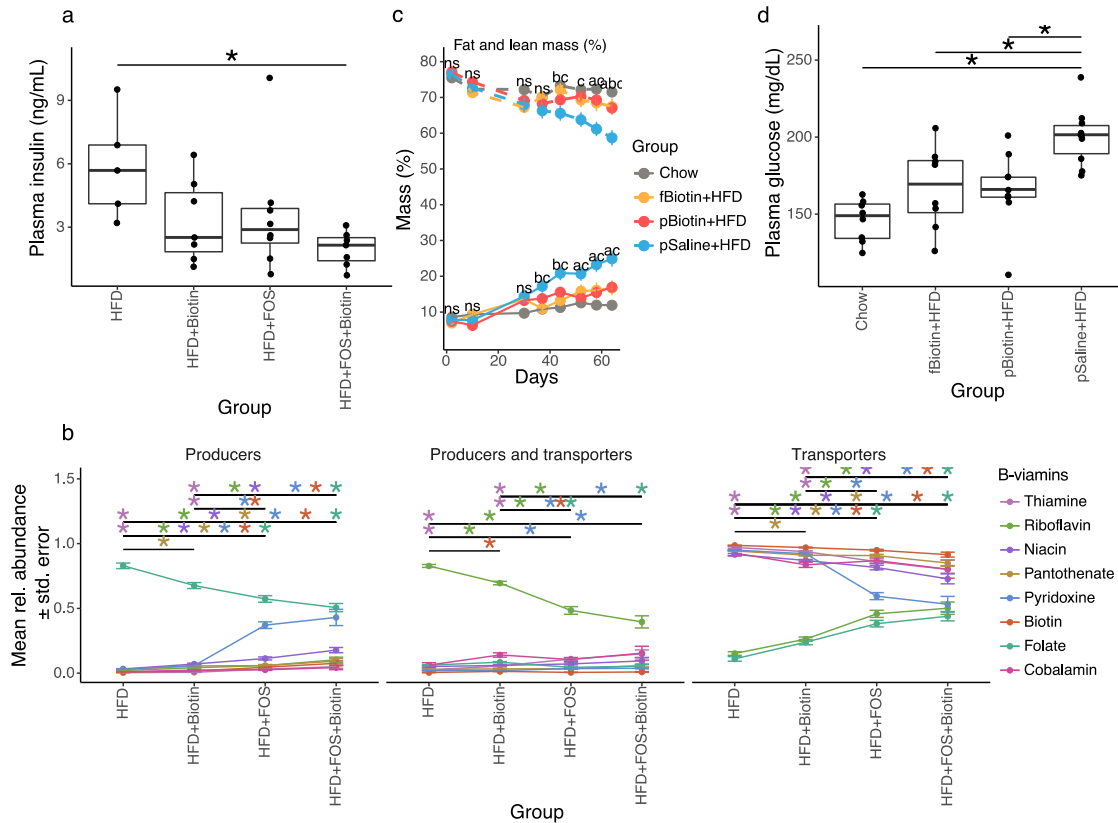 a
Plasma insulin (ng/mL)
9
6
3
*
HFD
HFD+Biotin
HFD+FOS
HFD+FOS+Biotin
Group
c
Fat and lean mass (%)
Mass (%)
80
70
60
50
40
30
20
10
ns ns ns ns bc c ac abc
ns ns ns bc bc ac ac ac
0 20 40 60
Days
Group
Chow
fBiotin+HFD
pBiotin+HFD
pSaline+HFD
d
Plasma glucose (mg/dL)
250
200
150
*
*
*
Chow
fBiotin+HFD
pBiotin+HFD
pSaline+HFD
Group
b
Mean rel. abundance
± std. error
1.5
1.0
0.5
0.0
Producers
* * * * * *
* * *
* * * * * *
* * * * * * *
*
HFD
HFD+Biotin
HFD+FOS
HFD+FOS+Biotin
Producers and transporters
* * *
* * * * *
* * *
* * *
*
HFD
HFD+Biotin
HFD+FOS
HFD+FOS+Biotin
Transporters
* * * * * *
* * *
* * * * * * *
* * * * * * *
*
HFD
HFD+Biotin
HFD+FOS
HFD+FOS+Biotin
Group
B-viamins
Thiamine
Riboflavin
Niacin
Pantothenate
Pyridoxine
Biotin
Folate
Cobalamin